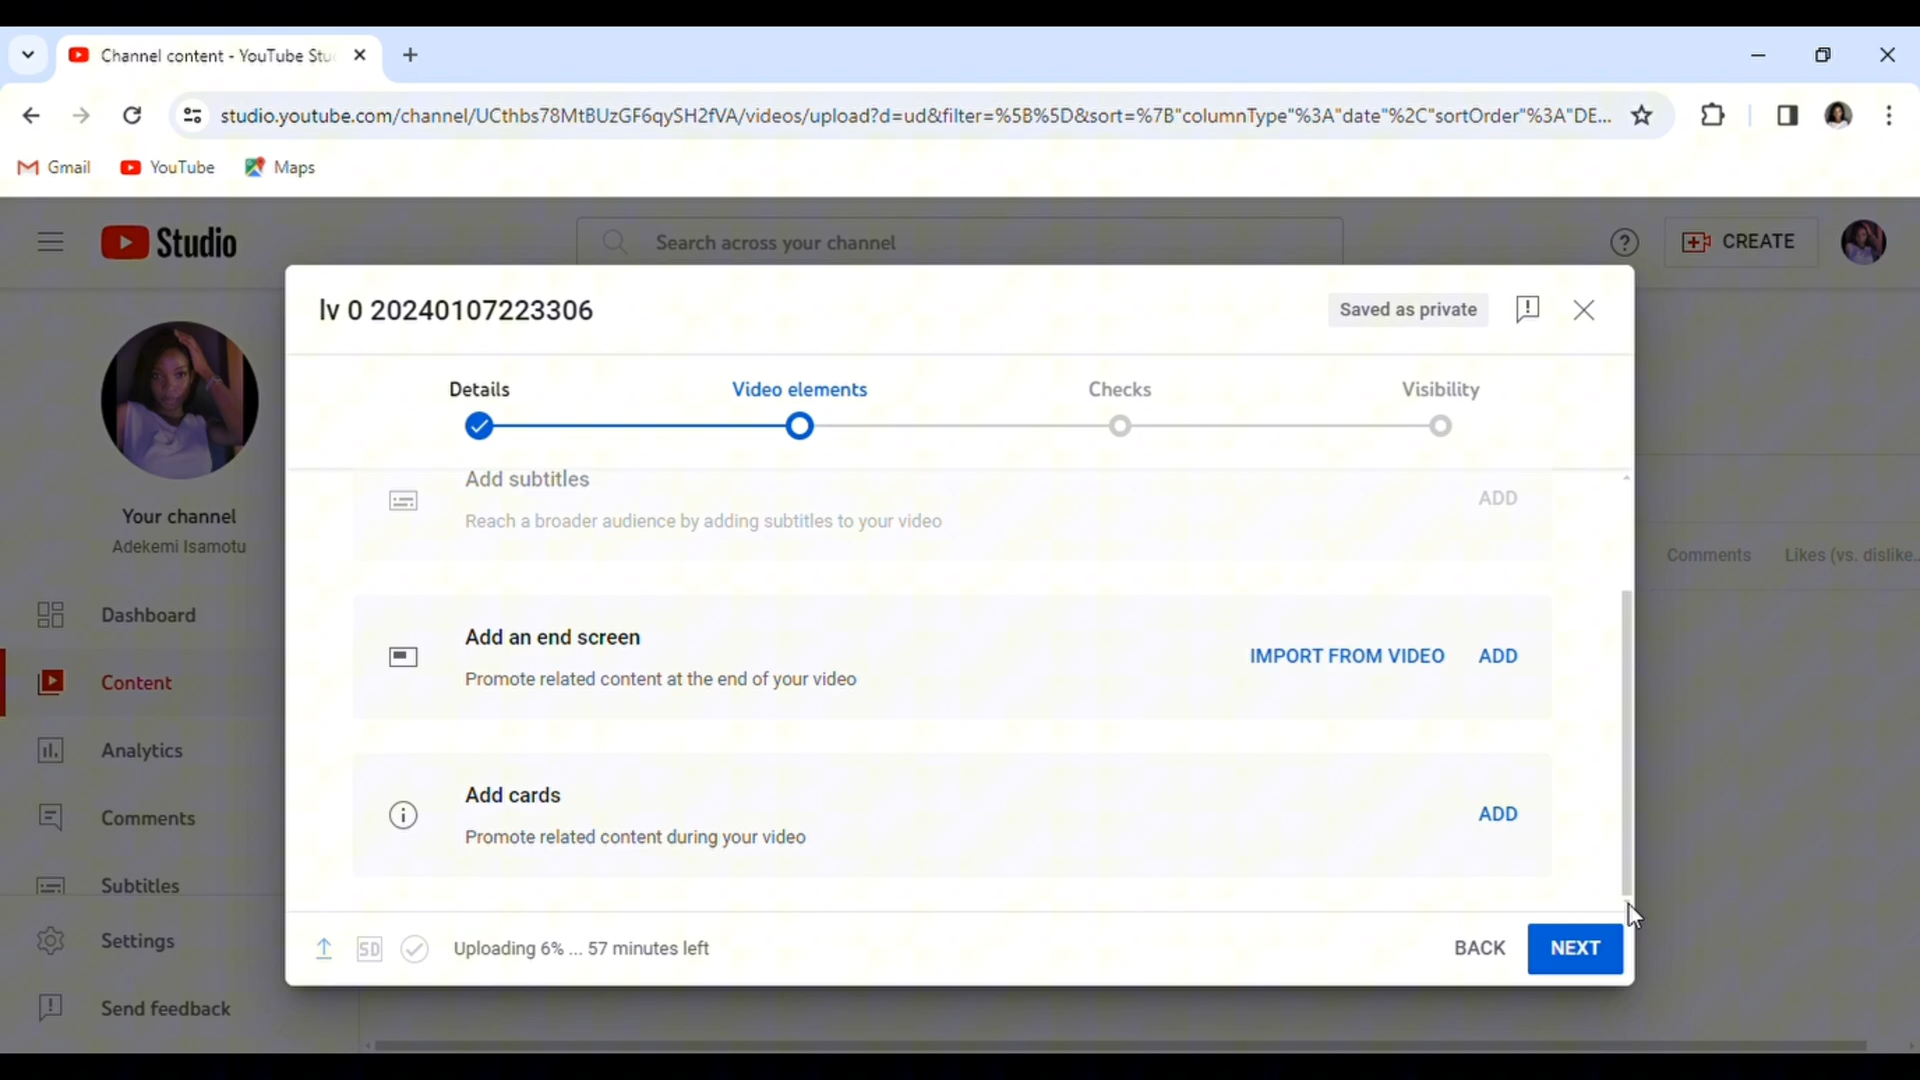 Channel content - YouTube Stu
studio.youtube.com/channel/UCthbs78MtBUzGF6qySH2fVA/videos/upload?d=ud&filter=%5B%5D&sort=%7B"columnType"%3A"date"%2C"sortOrder"%3A"DE...
Gmail YouTube Maps
Studio
Search across your channel
CREATE
lv 0 20240107223306
Saved as private
Details Video elements Checks Visibility
Add subtitles
Reach a broader audience by adding subtitles to your video
ADD
Add an end screen
Promote related content at the end of your video
IMPORT FROM VIDEO ADD
Add cards
Promote related content during your video
ADD
SD Uploading 6% ... 57 minutes left
BACK NEXT
Your channel
Adekemi Isamotu
Dashboard
Content
Analytics
Comments
Subtitles
Settings
Send feedback
Comments Likes (vs. dislike...